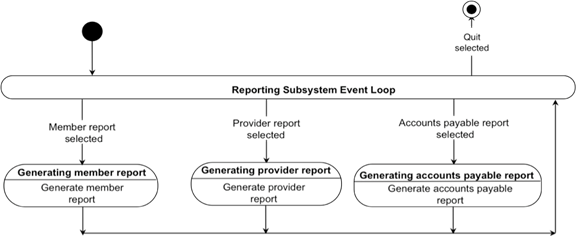 Quit
selected
Reporting Subsystem Event Loop
Member report
selected
Provider report
selected
Accounts payable report
selected
Generating member report
Generate member
report
Generating provider report
Generate provider
report
Generating accounts payable report
Generate accounts payable
report